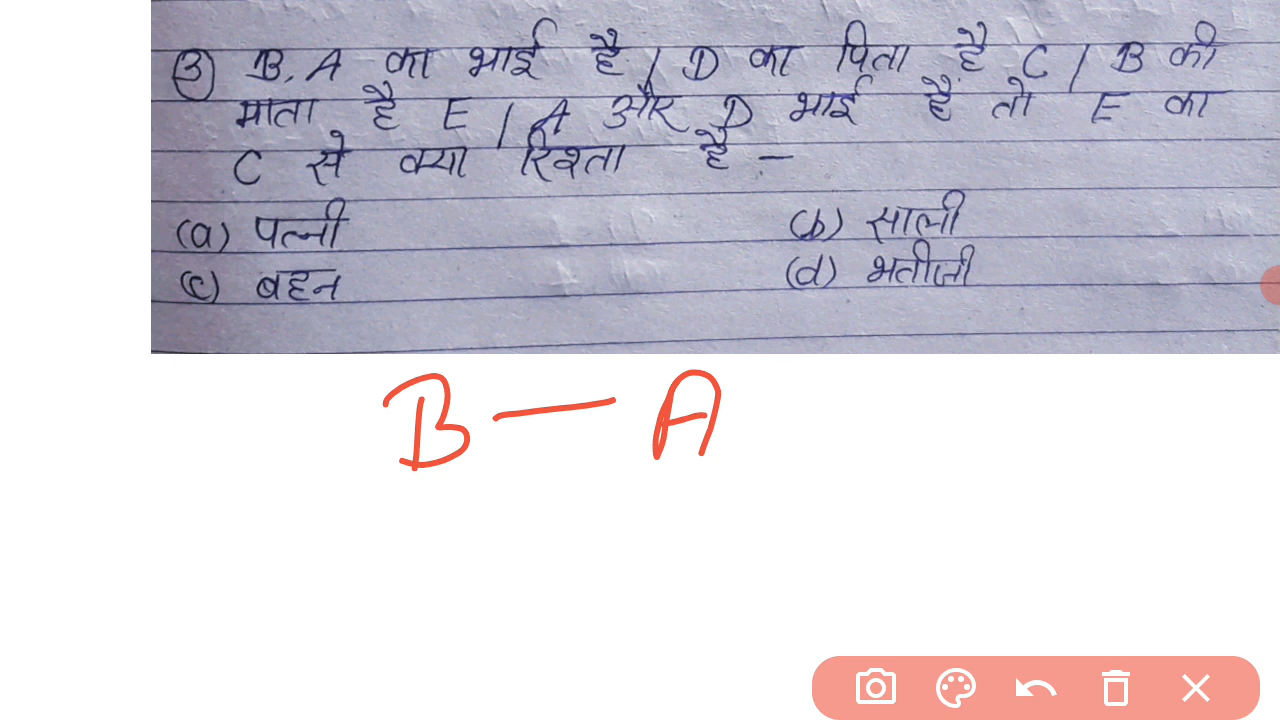 ③ B, A का भाई है / D का पिता है C / B की
माता है E / A और D भाई है तो E का
C से क्या रिश्ता है -
(a) पत्नी (b) साली
(c) बहन (d) भतीजी
B — A